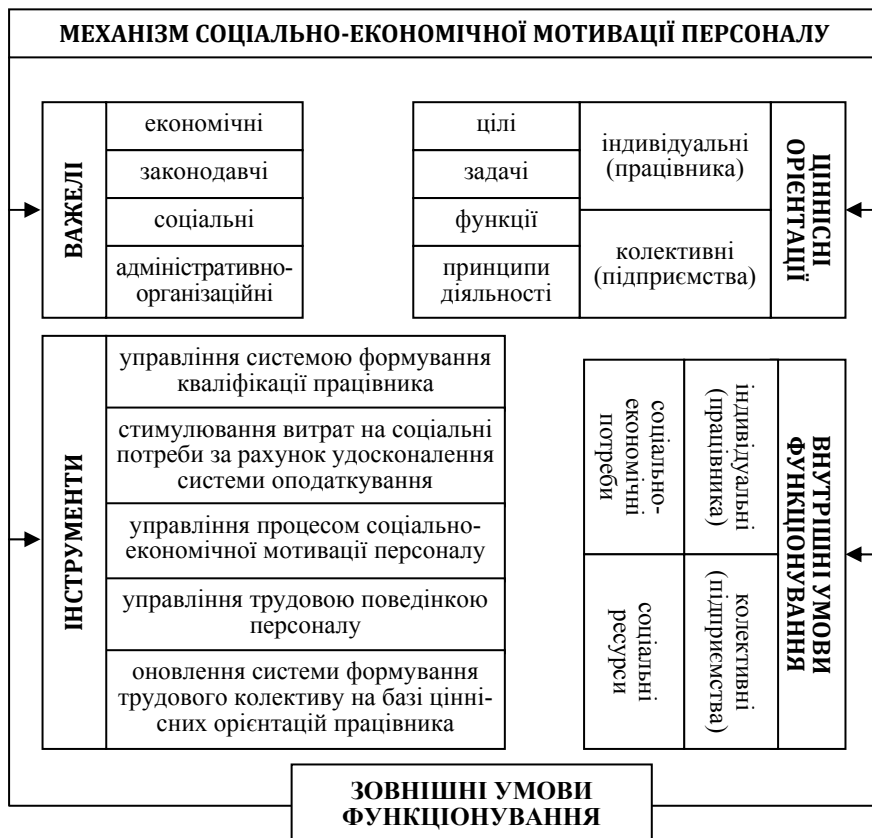 МЕХАНІЗМ СОЦІАЛЬНО-ЕКОНОМІЧНОЇ МОТИВАЦІЇ ПЕРСОНАЛУ
ВАЖЕЛІ
економічні
законодавчі
соціальні
адміністративно-
організаційні
цілі
задачі
функції
принципи
діяльності
індивідуальні
(працівника)
колективні
(підприємства)
ЦІННІСНІ
ОРІЄНТАЦІЇ
ІНСТРУМЕНТИ
управління системою формування
кваліфікації працівника
стимулювання витрат на соціальні
потреби за рахунок удосконалення
системи оподаткування
управління процесом соціально-
економічної мотивації персоналу
управління трудовою поведінкою
персоналу
оновлення системи формування
трудового колективу на базі цінні-
сних орієнтацій працівника
соціально-
економічні
потреби
соціальні
ресурси
індивідуальні
(працівника)
колективні
(підприємства)
ВНУТРІШНІ УМОВИ
ФУНКЦІОНУВАННЯ
ЗОВНІШНІ УМОВИ
ФУНКЦІОНУВАННЯ